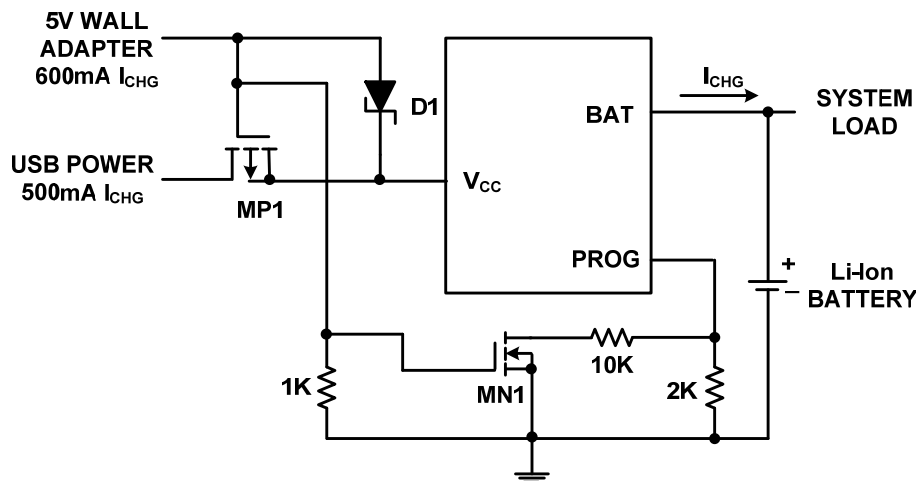 5V WALL
ADAPTER
600mA ICHG
D1
ICHG
BAT
SYSTEM
LOAD
USB POWER
500mA ICHG
MP1
VCC
PROG
+
–
Li-Ion
BATTERY
1K
MN1
10K
2K